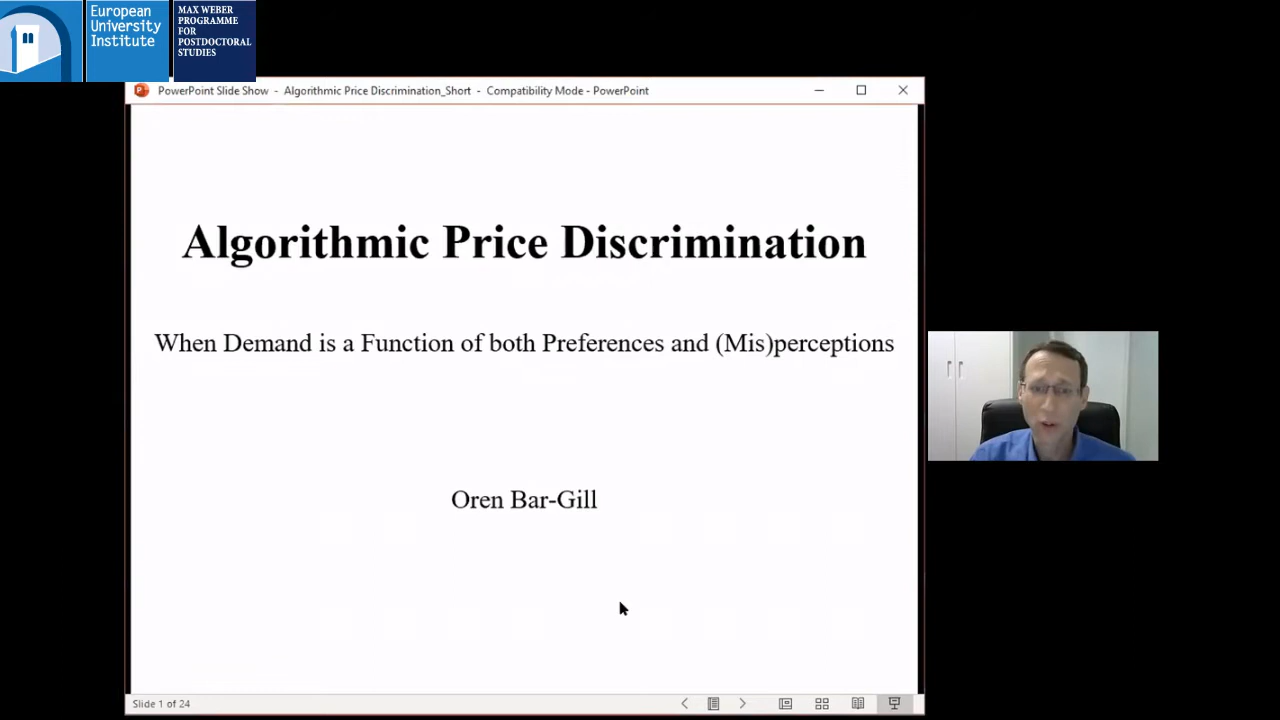 European
University
Institute
MAX WEBER
PROGRAMME
FOR
POSTDOCTORAL
STUDIES
PowerPoint Slide Show - Algorithmic Price Discrimination_Short - Compatibility Mode - PowerPoint
Algorithmic Price Discrimination
When Demand is a Function of both Preferences and (Mis)perceptions
Oren Bar-Gill
Slide 1 of 24